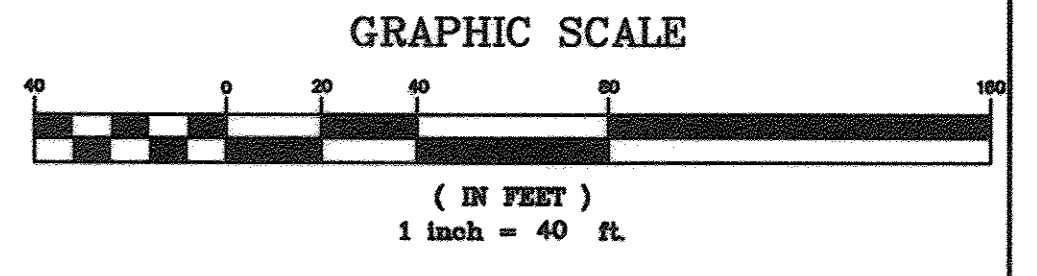 GRAPHIC SCALE
40 0 20 40 80 160
( IN FEET )
1 inch = 40 ft.